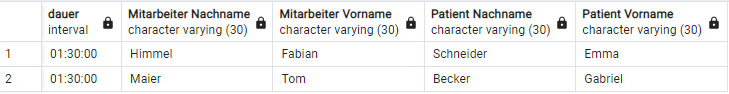 dauer Mitarbeiter Nachname Mitarbeiter Vorname Patient Nachname Patient Vorname
interval character varying (30) character varying (30) character varying (30) character varying (30)
1 01:30:00 Himmel Fabian Schneider Emma
2 01:30:00 Maier Tom Becker Gabriel